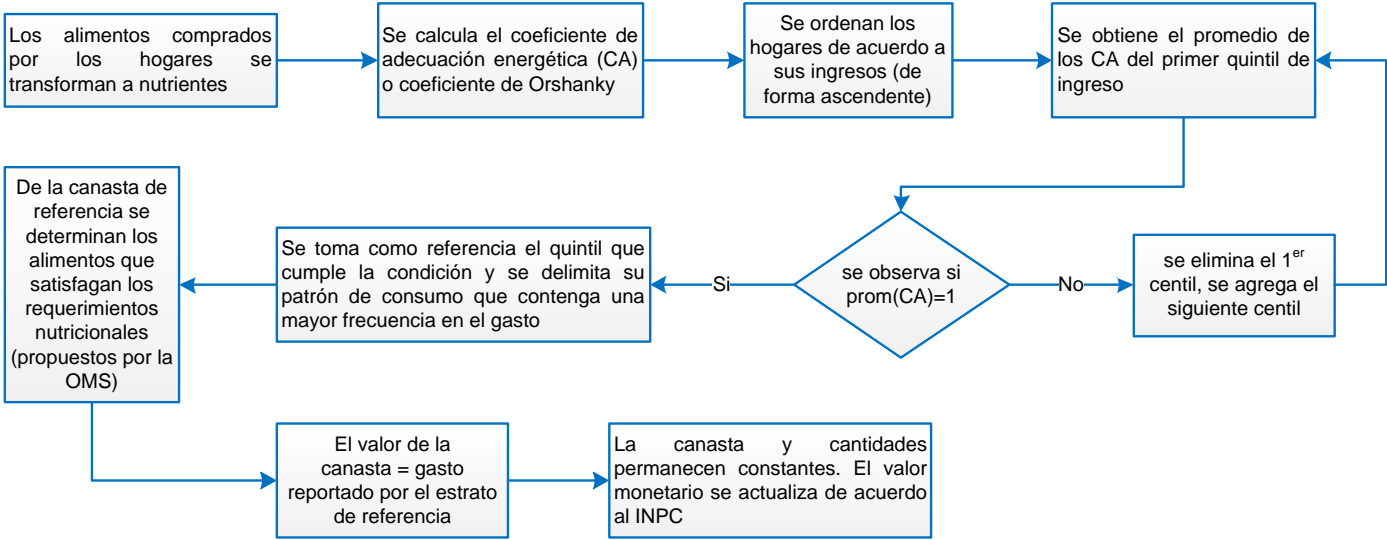 Los alimentos comprados
por los hogares se
transforman a nutrientes
Se calcula el coeficiente de
adecuación energética (CA)
o coeficiente de Orshanky
Se ordenan los
hogares de acuerdo a
sus ingresos (de
forma ascendente)
Se obtiene el promedio de
los CA del primer quintil de
ingreso
se observa si
prom(CA)=1
No
se elimina el 1er
centil, se agrega el
siguiente centil
Si
Se toma como referencia el quintil que
cumple la condición y se delimita su
patrón de consumo que contenga una
mayor frecuencia en el gasto
De la canasta de
referencia se
determinan los
alimentos que
satisfagan los
requerimientos
nutricionales
(propuestos por la
OMS)
El valor de la
canasta = gasto
reportado por el estrato
de referencia
La canasta y cantidades
permanecen constantes. El valor
monetario se actualiza de acuerdo
al INPC